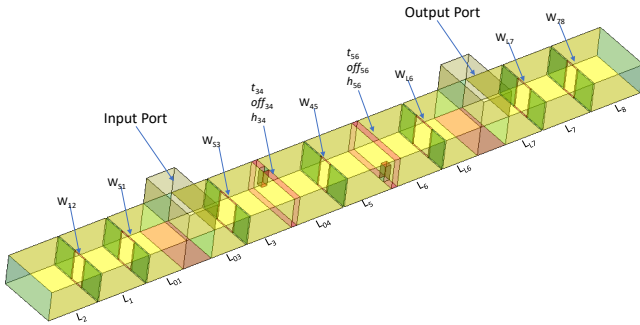 Output Port
W78
WL7
t56
off56
h56
WL6
t34
off34
h34
W45
Input Port
WS3
WS1
W12
L8
L7
LL7
LL6
L6
L5
L04
L3
L03
L01
L1
L2